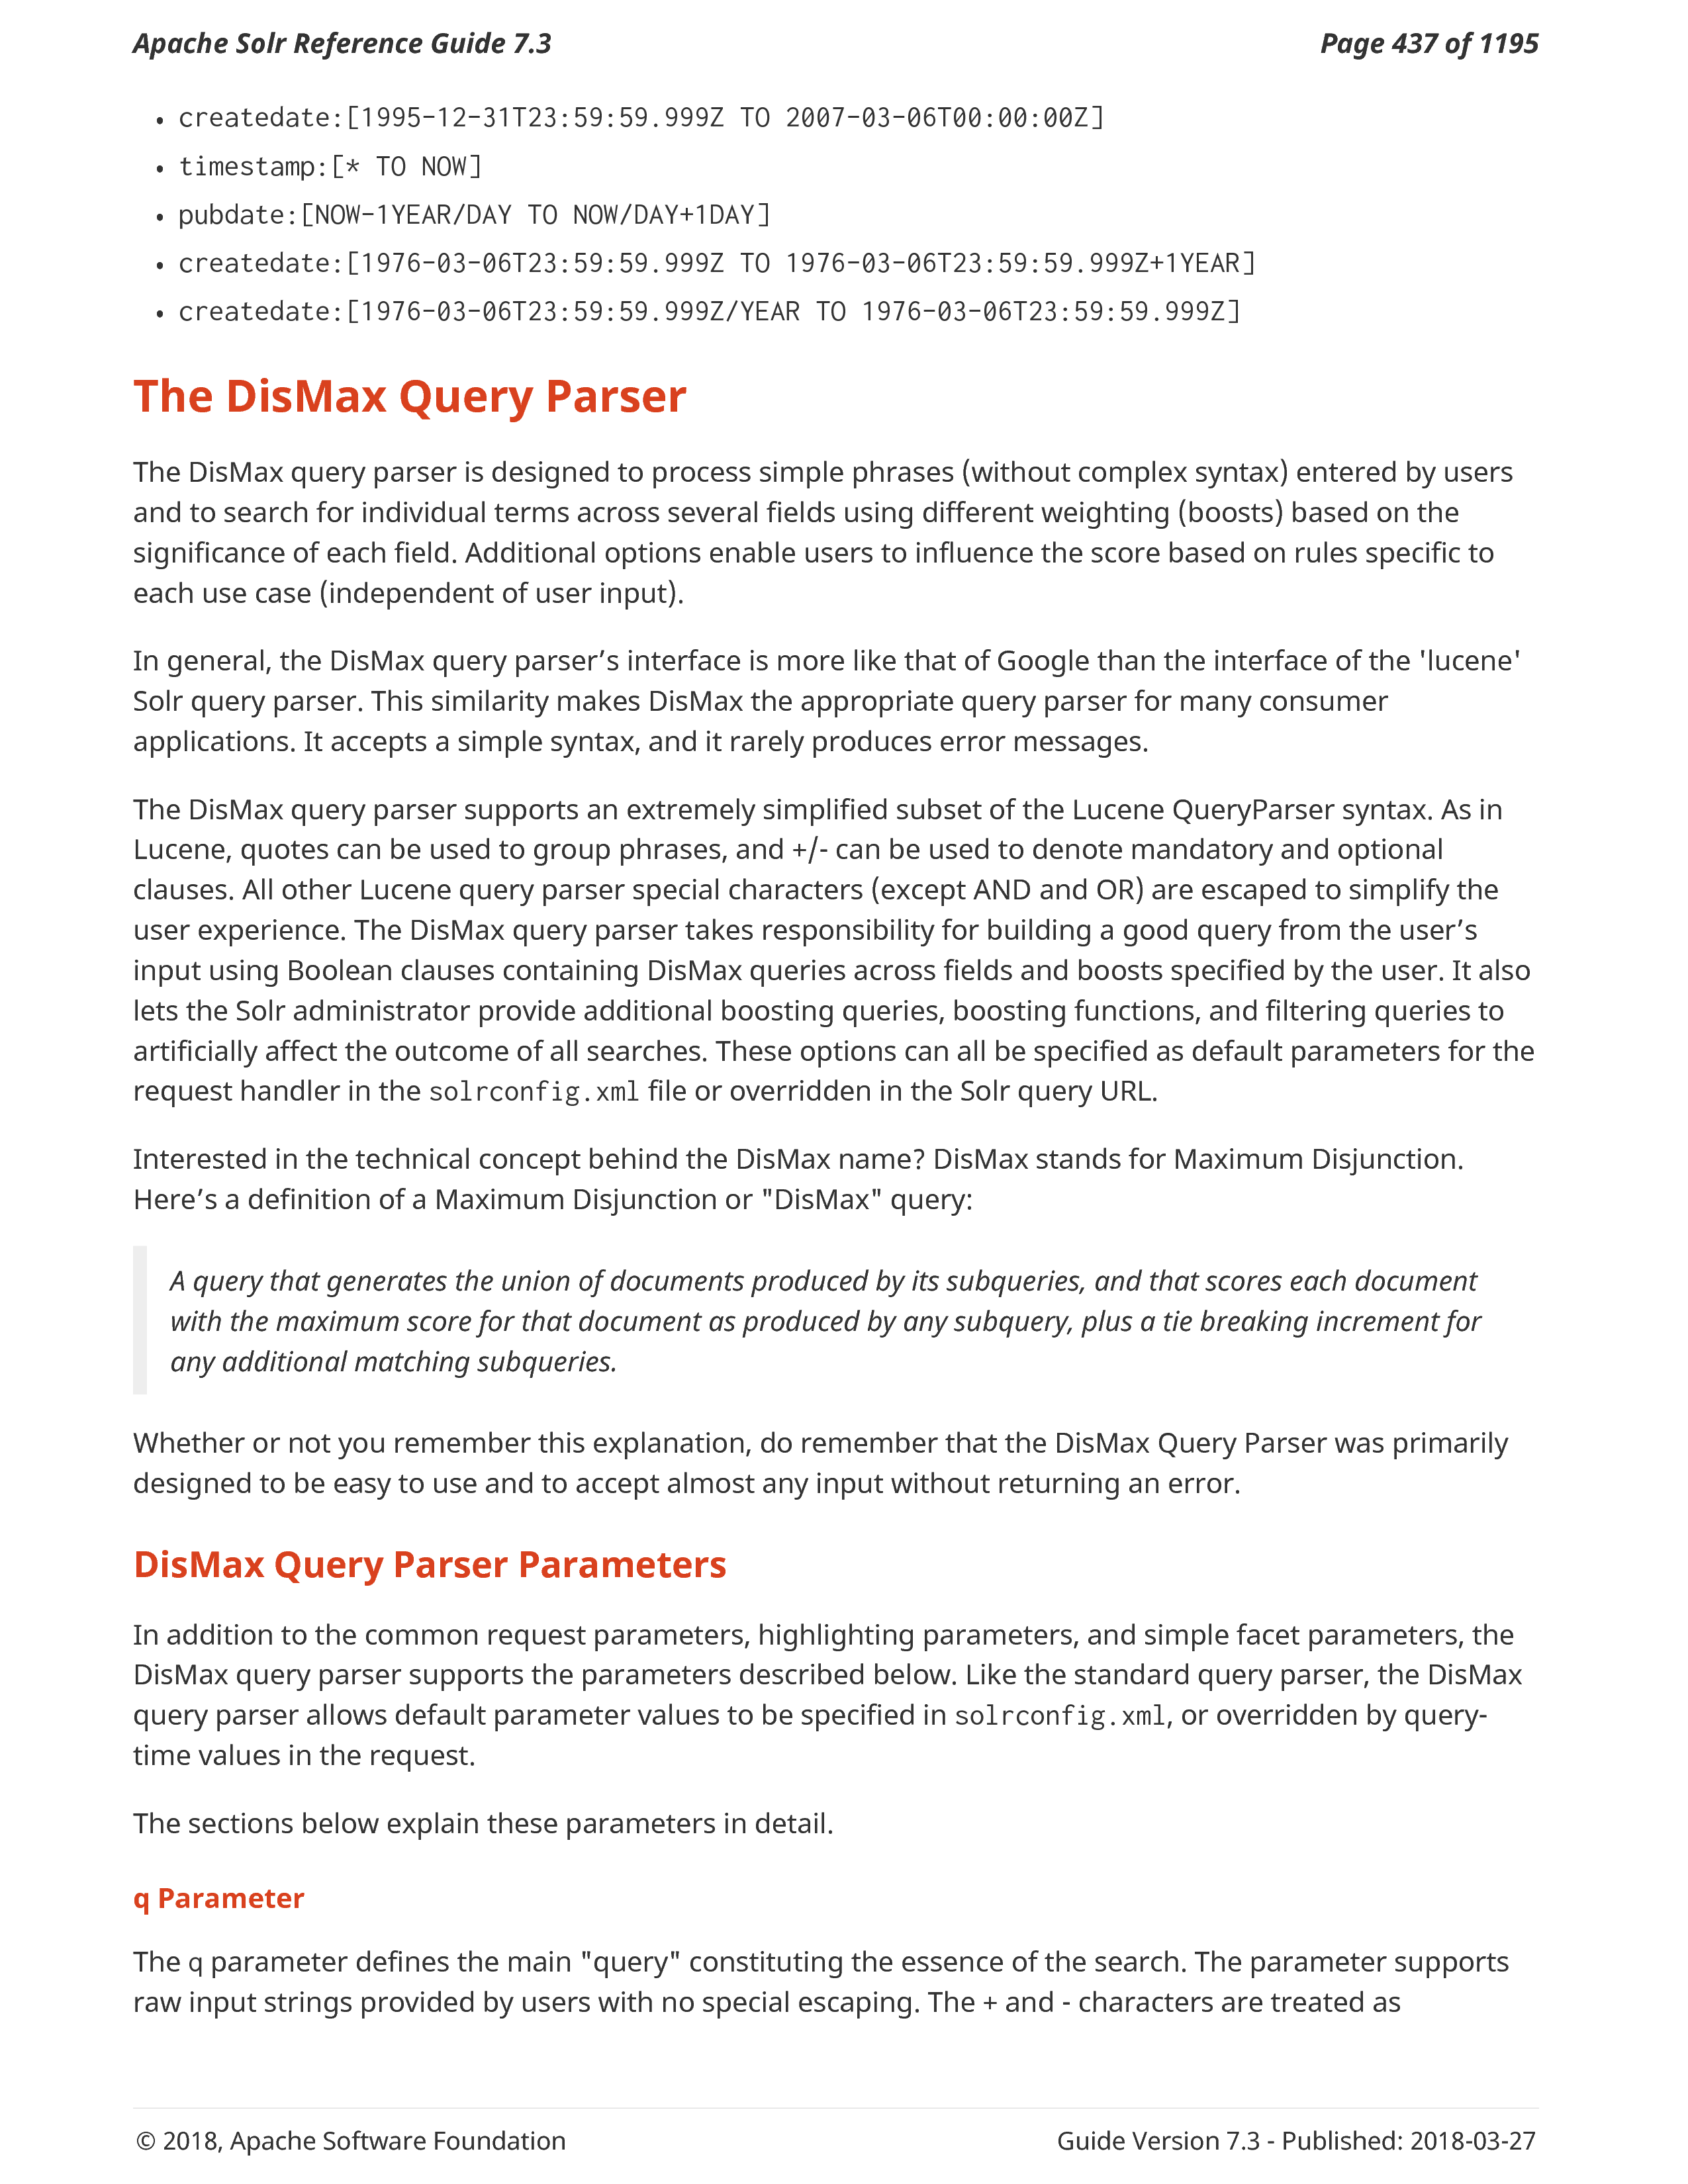 Apache Solr Reference Guide 7.3 Page 437 of 1195
• createdate:[1995-12-31T23:59:59.999Z TO 2007-03-06T00:00:00Z]
• timestamp:[* TO NOW]
• pubdate:[NOW-1YEAR/DAY TO NOW/DAY+1DAY]
• createdate:[1976-03-06T23:59:59.999Z TO 1976-03-06T23:59:59.999Z+1YEAR]
• createdate:[1976-03-06T23:59:59.999Z/YEAR TO 1976-03-06T23:59:59.999Z]
The DisMax Query Parser
The DisMax query parser is designed to process simple phrases (without complex syntax) entered by users
and to search for individual terms across several fields using different weighting (boosts) based on the
significance of each field. Additional options enable users to influence the score based on rules specific to
each use case (independent of user input).
In general, the DisMax query parser’s interface is more like that of Google than the interface of the 'lucene'
Solr query parser. This similarity makes DisMax the appropriate query parser for many consumer
applications. It accepts a simple syntax, and it rarely produces error messages.
The DisMax query parser supports an extremely simplified subset of the Lucene QueryParser syntax. As in
Lucene, quotes can be used to group phrases, and +/- can be used to denote mandatory and optional
clauses. All other Lucene query parser special characters (except AND and OR) are escaped to simplify the
user experience. The DisMax query parser takes responsibility for building a good query from the user’s
input using Boolean clauses containing DisMax queries across fields and boosts specified by the user. It also
lets the Solr administrator provide additional boosting queries, boosting functions, and filtering queries to
artificially affect the outcome of all searches. These options can all be specified as default parameters for the
request handler in the solrconfig.xml file or overridden in the Solr query URL.
Interested in the technical concept behind the DisMax name? DisMax stands for Maximum Disjunction.
Here’s a definition of a Maximum Disjunction or "DisMax" query:
A query that generates the union of documents produced by its subqueries, and that scores each document
with the maximum score for that document as produced by any subquery, plus a tie breaking increment for
any additional matching subqueries.
Whether or not you remember this explanation, do remember that the DisMax Query Parser was primarily
designed to be easy to use and to accept almost any input without returning an error.
DisMax Query Parser Parameters
In addition to the common request parameters, highlighting parameters, and simple facet parameters, the
DisMax query parser supports the parameters described below. Like the standard query parser, the DisMax
query parser allows default parameter values to be specified in solrconfig.xml, or overridden by query-
time values in the request.
The sections below explain these parameters in detail.
q Parameter
The q parameter defines the main "query" constituting the essence of the search. The parameter supports
raw input strings provided by users with no special escaping. The + and - characters are treated as
© 2018, Apache Software Foundation Guide Version 7.3 - Published: 2018-03-27